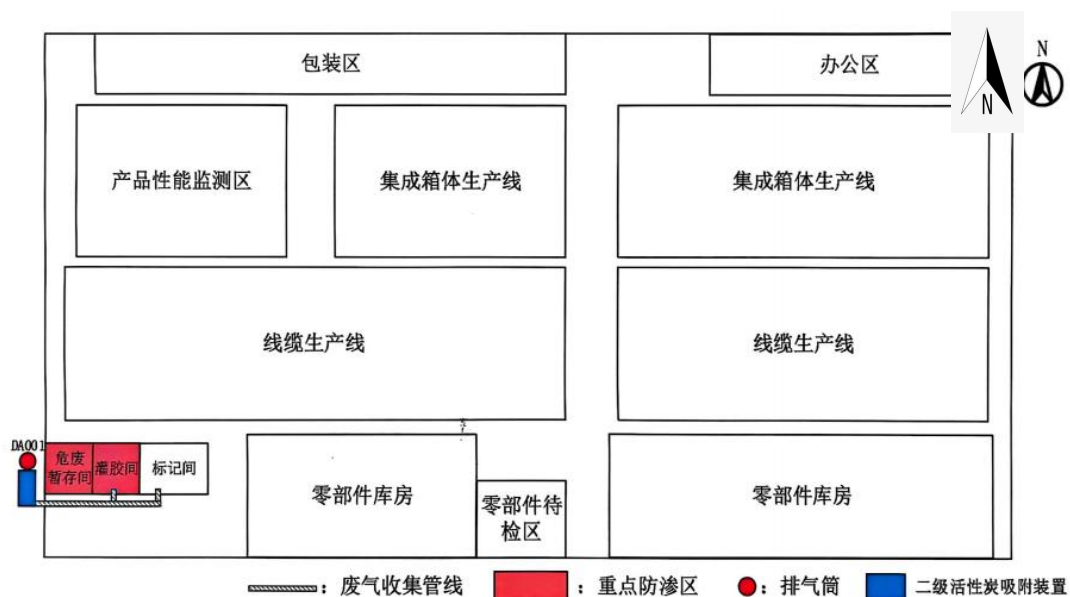 包装区
办公区
N
N
产品性能监测区
集成箱体生产线
集成箱体生产线
线缆生产线
线缆生产线
DA001
危废
暂存间
灌胶间
标记间
零部件库房
零部件待
检区
零部件库房
：废气收集管线
：重点防渗区
：排气筒
：二级活性炭吸附装置